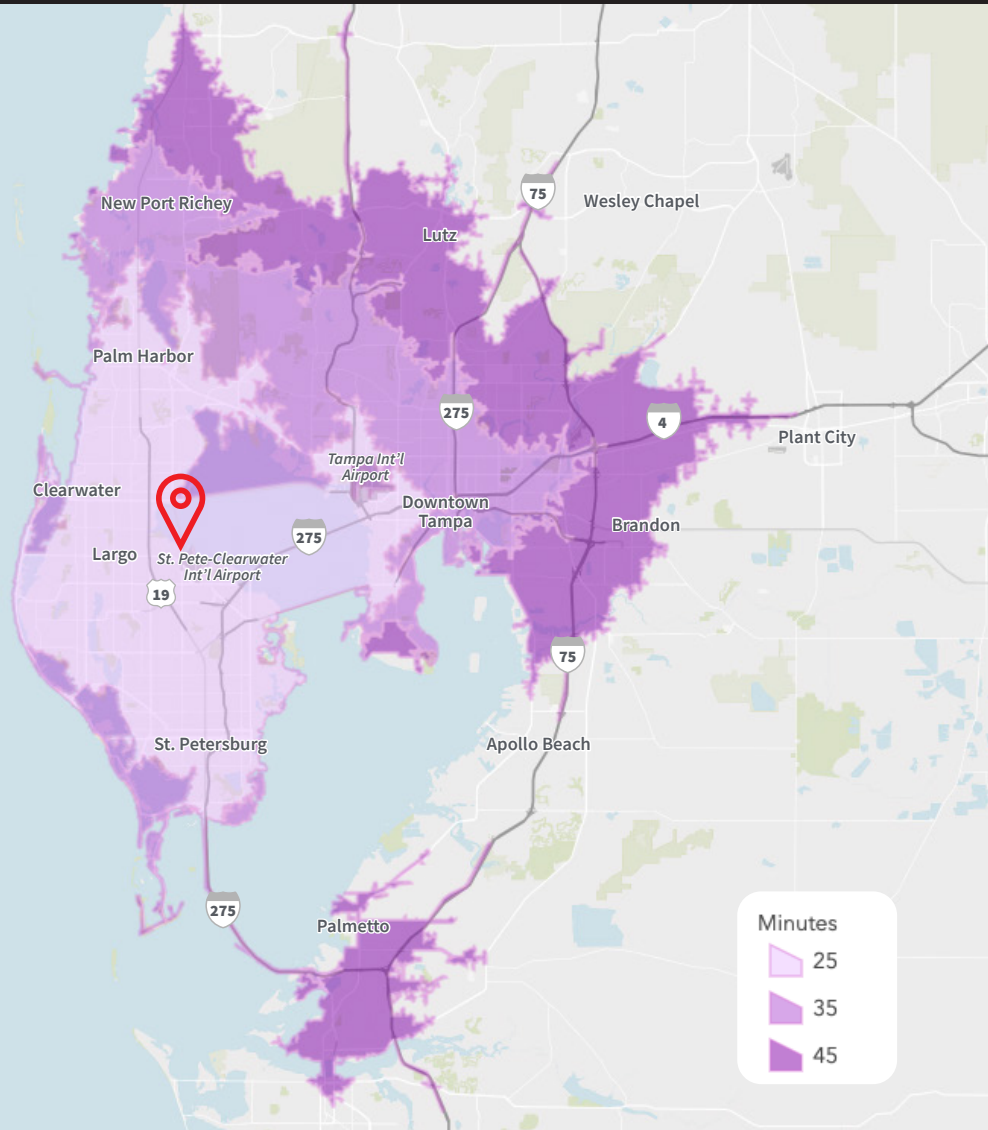 75
Wesley Chapel
New Port Richey
Lutz
Palm Harbor
275
4
Plant City
Tampa Int'l
Airport
Clearwater
Downtown
Tampa
Brandon
275
Largo
St. Pete-Clearwater
Int'l Airport
19
75
St. Petersburg
Apollo Beach
275
Palmetto
Minutes
25
35
45